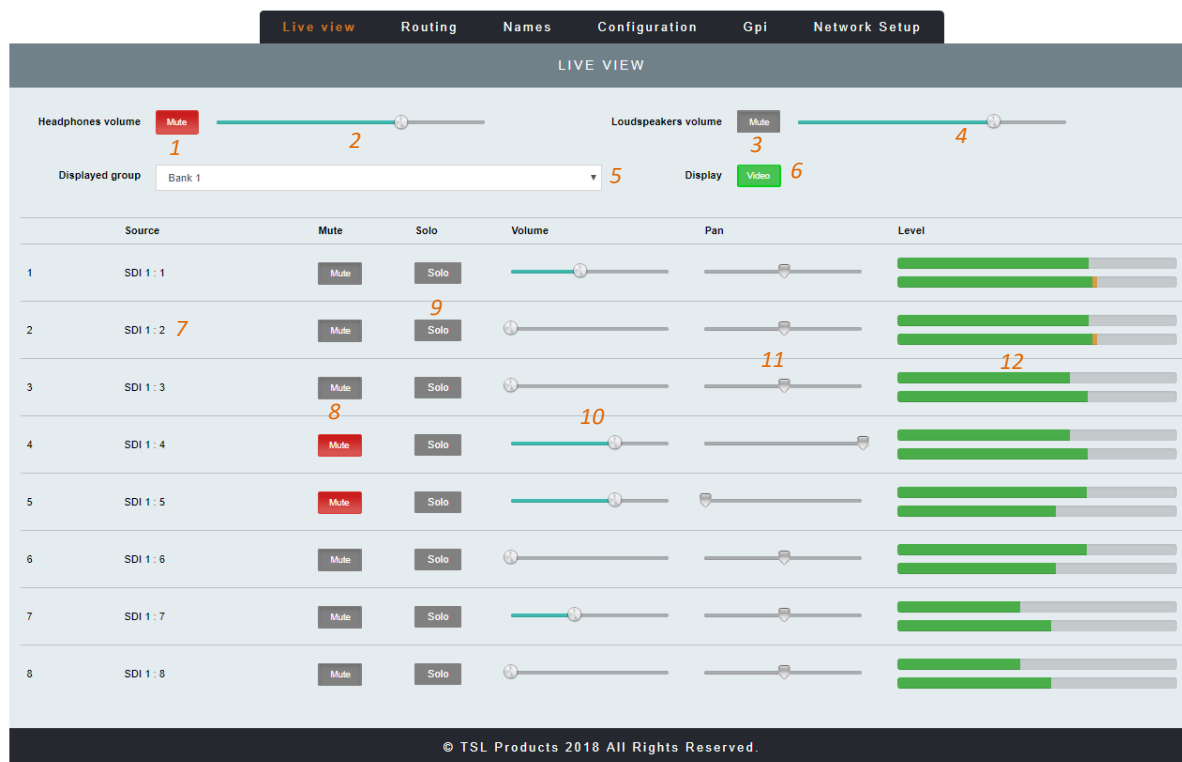 Live view Routing Names Configuration Gpi Network Setup
LIVE VIEW
Headphones volume Mute Loudspeakers volume Mute
1 2 3 4
Displayed group Bank 1 5 Display Video 6
Source Mute Solo Volume Pan Level
1 SDI 1 : 1 Mute Solo
9
2 SDI 1 : 2 7 Mute Solo
11 12
3 SDI 1 : 3 Mute Solo
8 10
4 SDI 1 : 4 Mute Solo
5 SDI 1 : 5 Mute Solo
6 SDI 1 : 6 Mute Solo
7 SDI 1 : 7 Mute Solo
8 SDI 1 : 8 Mute Solo
© TSL Products 2018 All Rights Reserved.